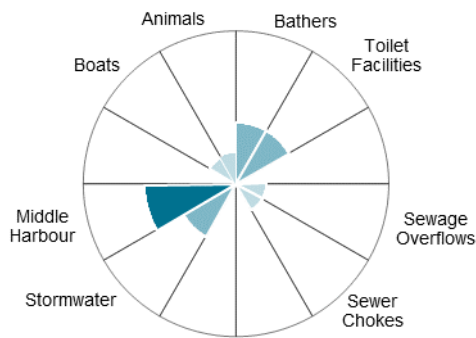 Animals
Bathers
Toilet
Facilities
Boats
Middle
Harbour
Sewage
Overflows
Stormwater
Sewer
Chokes